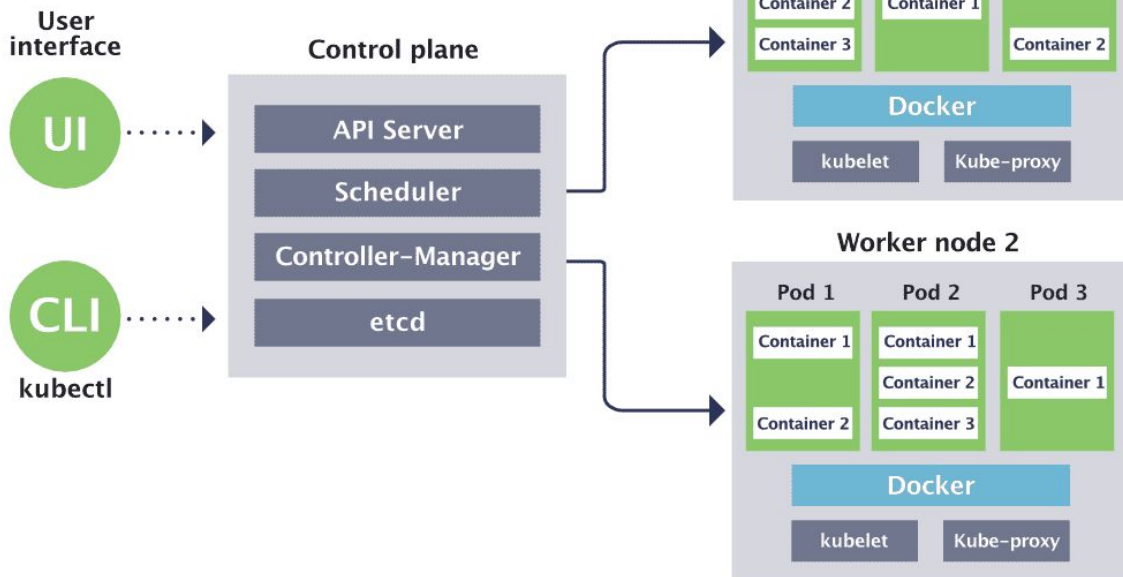 User
interface
UI
CLI
kubectl
Control plane
API Server
Scheduler
Controller-Manager
etcd
Container 2
Container 3
Container 1
Container 2
Docker
kubelet
Kube-proxy
Worker node 2
Pod 1
Container 1
Container 2
Pod 2
Container 1
Container 2
Container 3
Pod 3
Container 1
Docker
kubelet
Kube-proxy